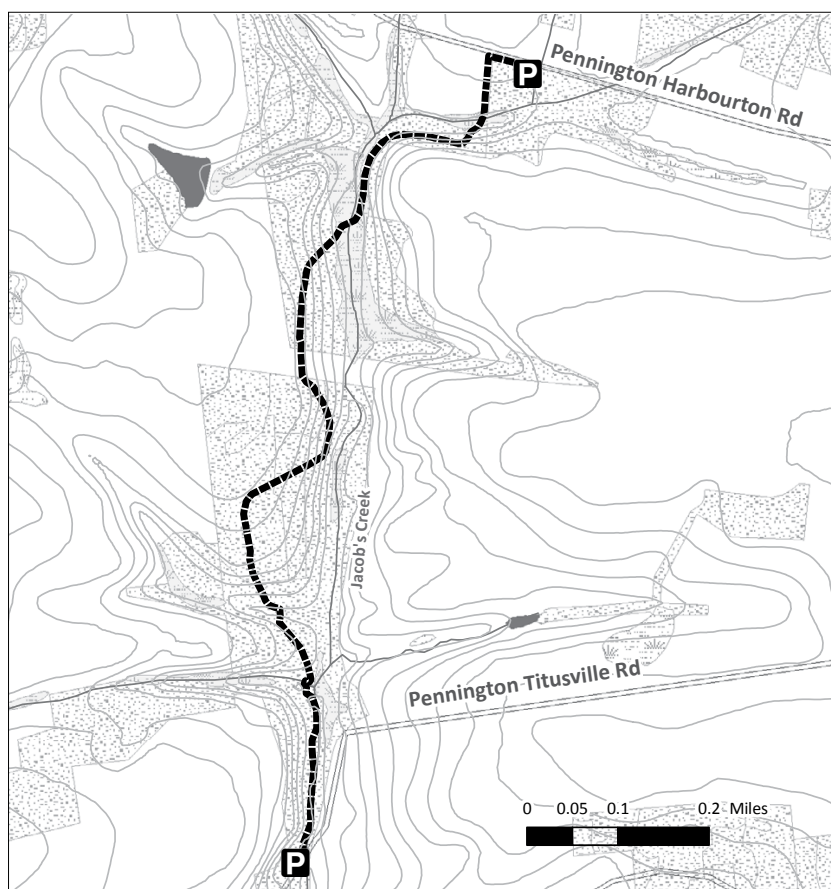 P
Pennington Harbourton Rd
Jacob's Creek
Pennington Titusville Rd
0 0.05 0.1 0.2 Miles
P